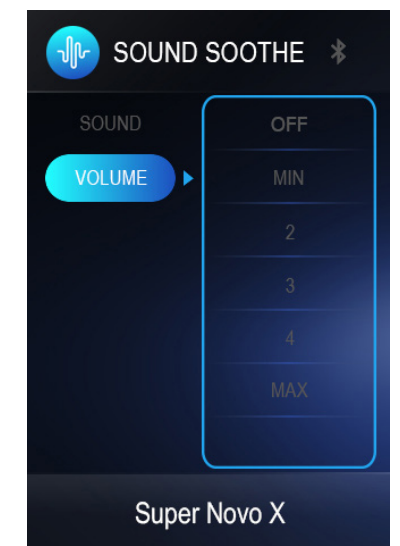 SOUND SOOTHE
SOUND
VOLUME
OFF
MIN
2
3
4
MAX
Super Novo X